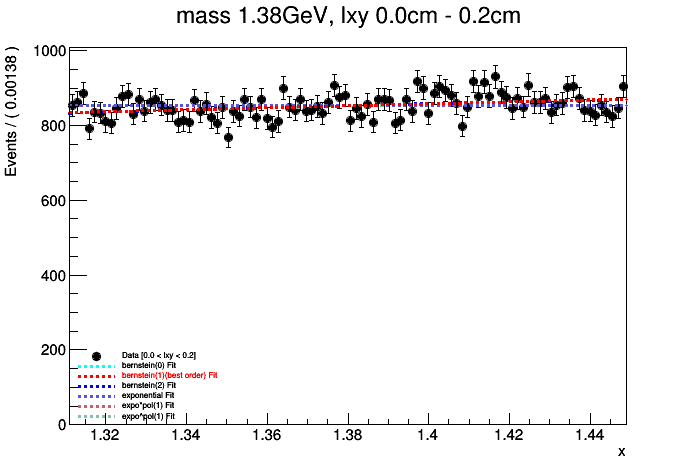 mass 1.38GeV, lxy 0.0cm - 0.2cm
Events / ( 0.00138 )
1000
800
600
400
200
0
Data [0.0 < lxy < 0.2]
bernstein(0) Fit
bernstein(1)(best order) Fit
bernstein(2) Fit
exponential Fit
expo*pol(1) Fit
expo^pol(1) Fit
1.32 1.34 1.36 1.38 1.4 1.42 1.44
x